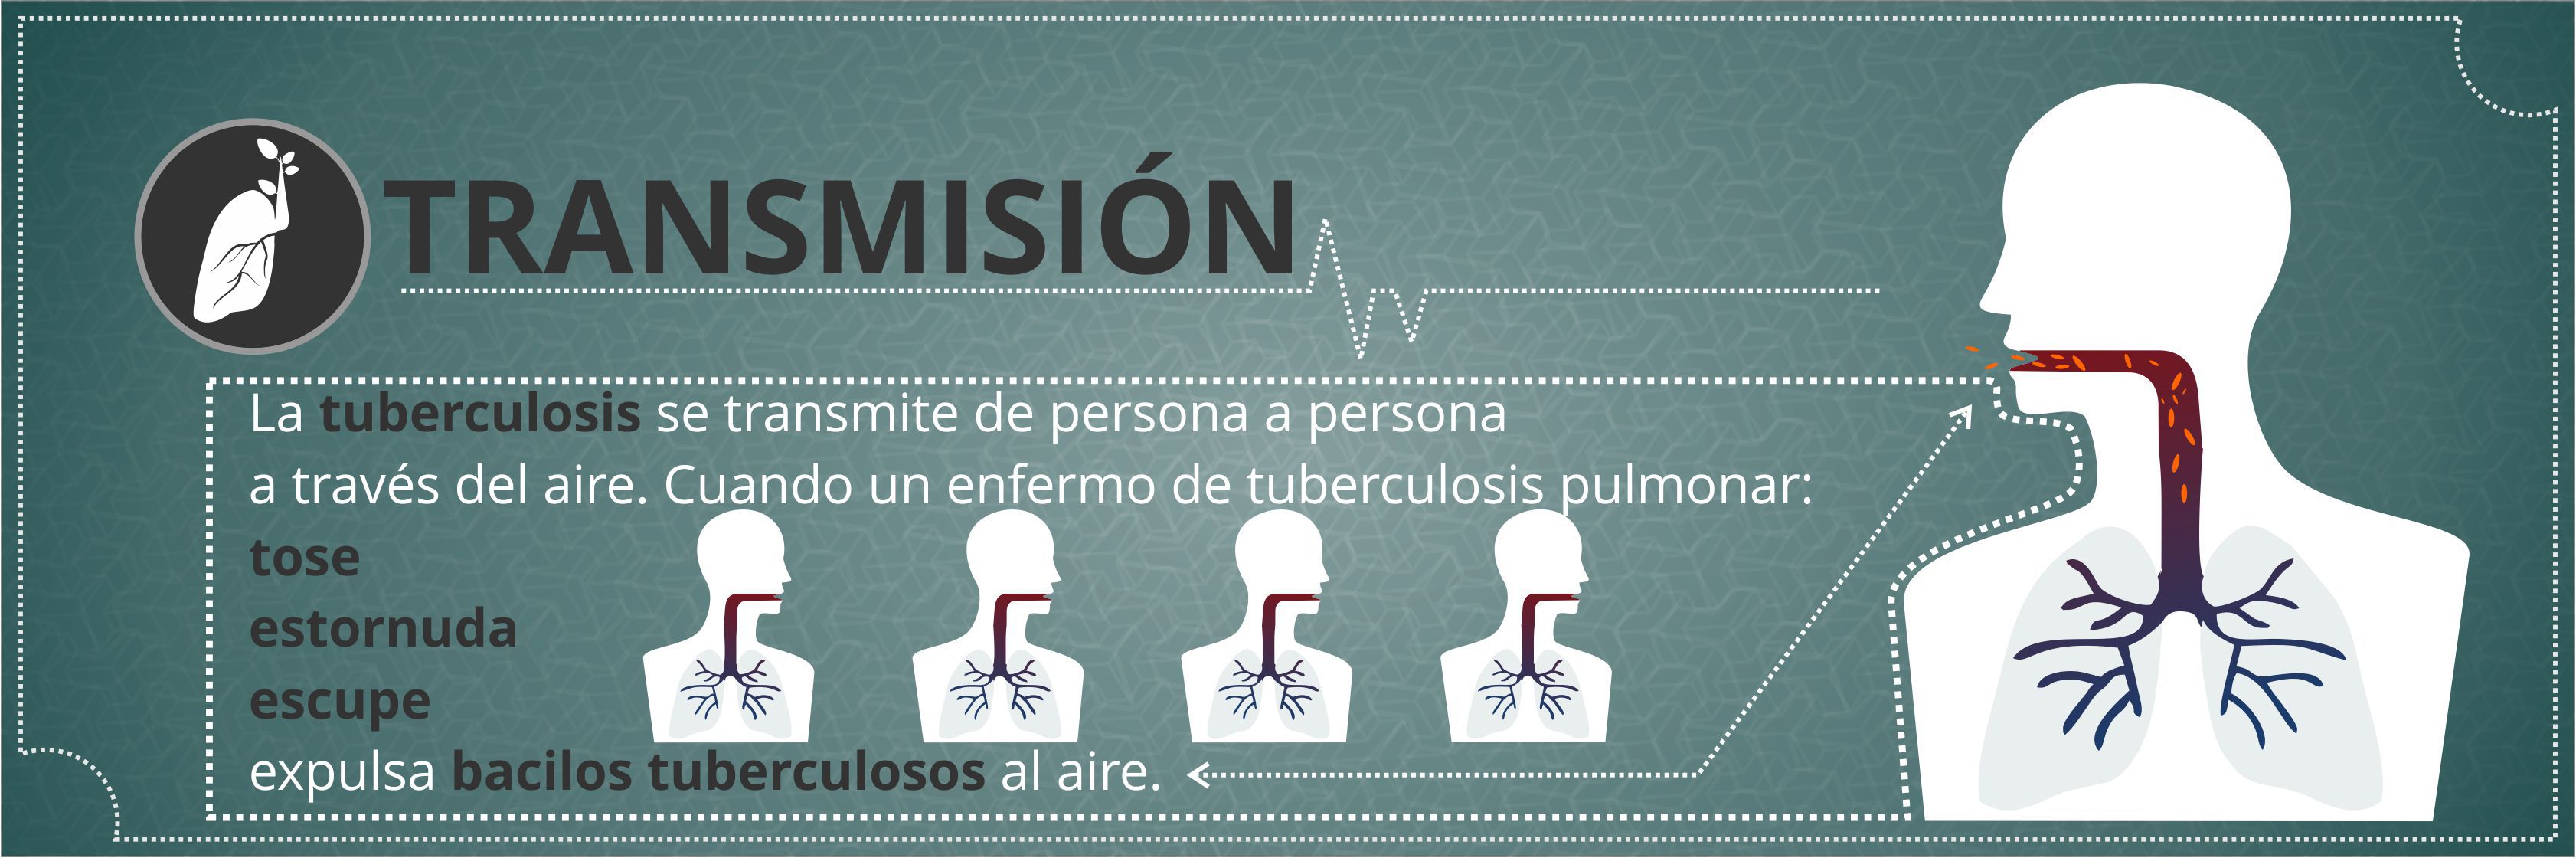 TRANSMISIÓN
La tuberculosis se transmite de persona a persona
a través del aire. Cuando un enfermo de tuberculosis pulmonar:
tose
estornuda
escupe
expulsa bacilos tuberculosos al aire.